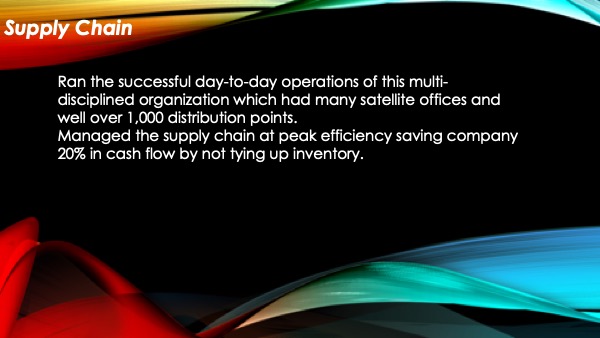 Supply Chain
Ran the successful day-to-day operations of this multi-
disciplined organization which had many satellite offices and
well over 1,000 distribution points.
Managed the supply chain at peak efficiency saving company
20% in cash flow by not tying up inventory.